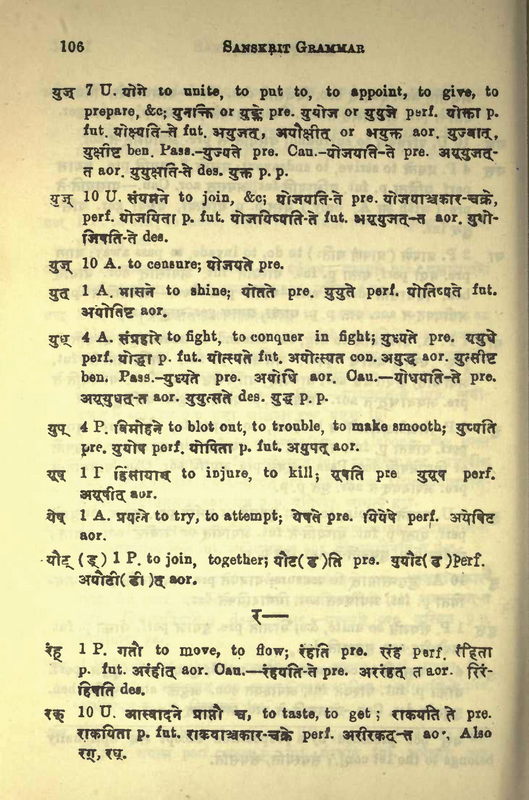 106 SANSKRIT GRAMMAR
युज् 7 U. योगे to unite, to put to, to appoint, to give, to
prepare, &c; युनक्ति or युङ्क्ते pre. युयोज or युयुजे perf. योक्ता p.
fut. योक्ष्यति-ते fut. अयुजत्, अयौक्षीत् or अयुक्त aor. युज्यात्,
युक्षीष्ट ben. Pass.-युज्यते pre. Cau.-योजयति-ते pre. अयूयुजत्-
त aor. युयुक्षति-ते des. युक्त p. p.
युज् 10 U. संयमने to join, &c; योजयति-ते pre. योजयाञ्चकार-चक्रे,
perf. योजयिता p. fut. योजयिष्यति-ते fut. अयूयुजत्-त aor. युयो-
जिषति-ते des.
युज् 10 A. to censure; योजयते pre.
युत् 1 A. भासने to shine; योतते pre. युयुते perf. योतिष्यते fut.
अयोतिष्ट aor.
युध् 4 A. संप्रहारे to fight, to conquer in fight; युध्यते pre. युयुधे
perf. योद्धा p. fut. योत्स्यते fut. अयोत्स्यत con. अयुद्ध aor. युत्सीष्ट
ben. Pass.-युध्यते pre. अयोधि aor. Cau.—योधयति-ते pre.
अयूयुधत्-त aor. युयुत्सते des. युद्ध p. p.
युप् 4 P. विमोहने to blot out, to trouble, to make smooth; युप्यति
pre. युयोप perf. योपिता p. fut. अयुपत् aor.
यूष् 1 P हिंसायाम् to injure, to kill; यूषति pre युयूष perf.
अयूषीत् aor.
येष् 1 A. प्रयत्ने to try, to attempt; येषते pre. यियेषे perf. अयेषिट
aor.
यौट् (ड्) 1 P. to join, together; यौट(ड)ति pre. युयौट(ड)perf.
अयौटी(डी)त् aor.
र—
रंह् 1 P. गतौ to move, to flow; रंहति pre. ररंह perf. रंहिता
p. fut. अरंहीत् aor. Cau.—रंहयति-ते pre. अररंहत् त aor. रिरं-
हिषति des.
रक् 10 U. आस्वादने प्राप्तौ च, to taste, to get; राकयति ते pre.
राकयिता p. fut. राकयाञ्चकार-चक्रे perf. अरीरकत्-त ao. Also
रग्, रघ्.